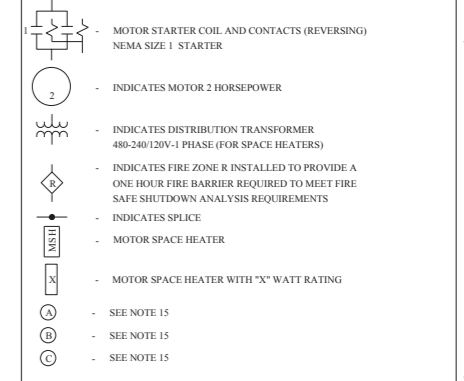 1 - MOTOR STARTER COIL AND CONTACTS (REVERSING)
NEMA SIZE 1 STARTER
2 - INDICATES MOTOR 2 HORSEPOWER
- INDICATES DISTRIBUTION TRANSFORMER
480-240/120V-1 PHASE (FOR SPACE HEATERS)
R - INDICATES FIRE ZONE R INSTALLED TO PROVIDE A
ONE HOUR FIRE BARRIER REQUIRED TO MEET FIRE
SAFE SHUTDOWN ANALYSIS REQUIREMENTS
- INDICATES SPLICE
MSH - MOTOR SPACE HEATER
X - MOTOR SPACE HEATER WITH "X" WATT RATING
A - SEE NOTE 15
B - SEE NOTE 15
C - SEE NOTE 15